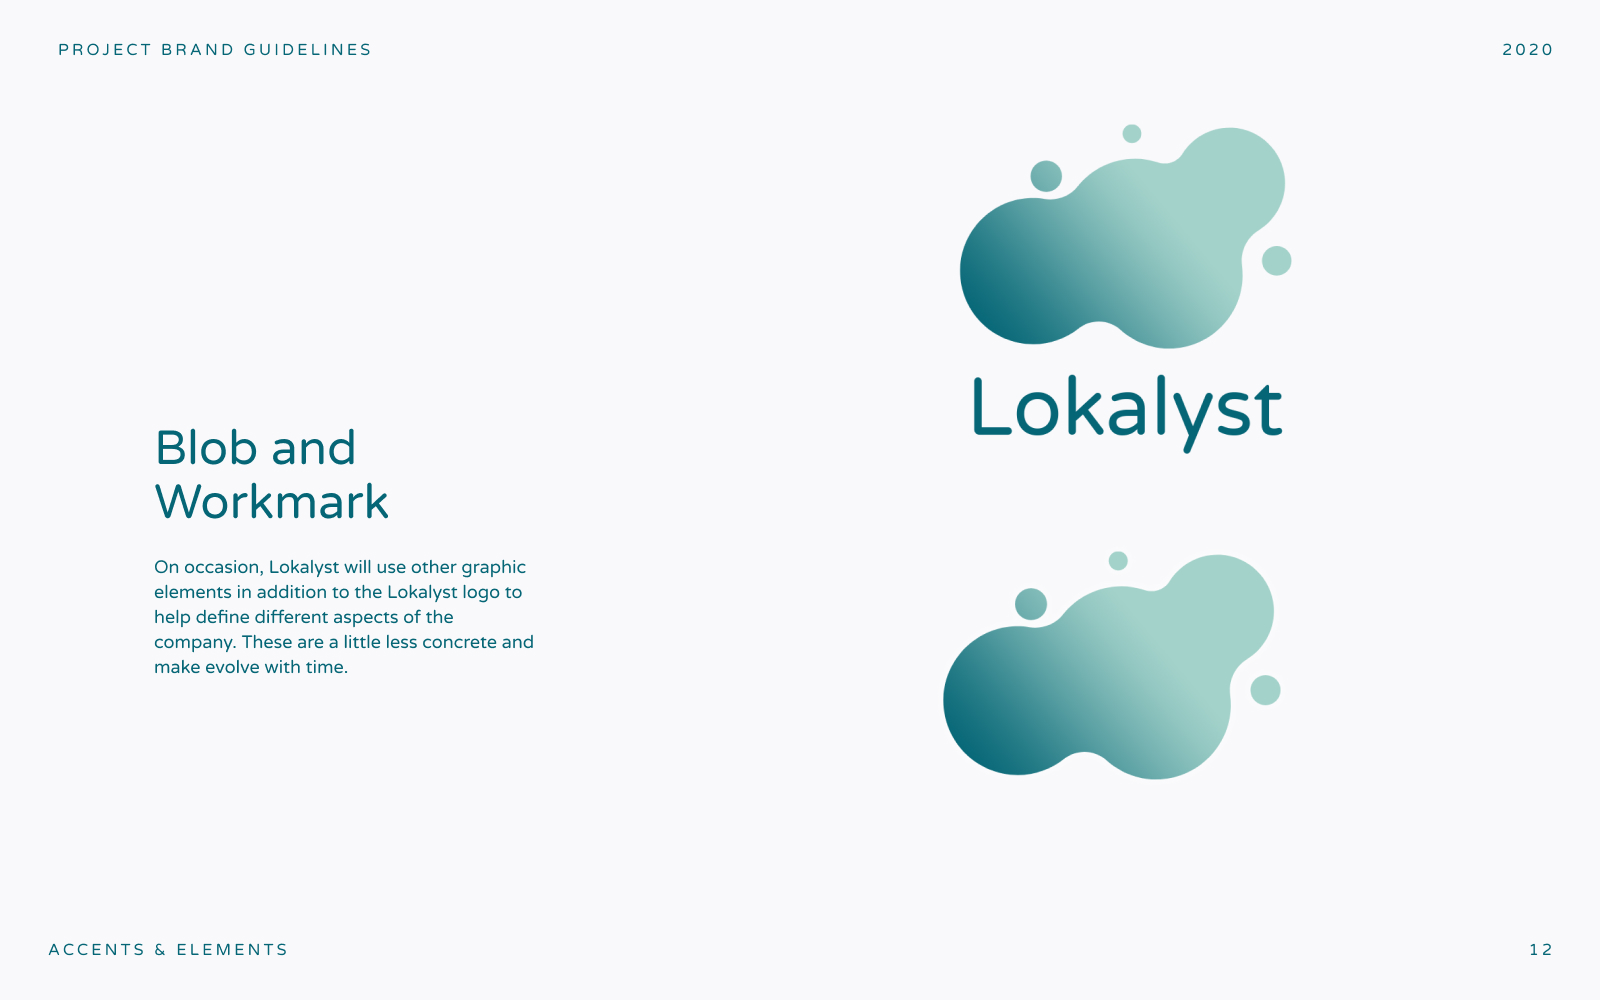 PROJECT BRAND GUIDELINES
2020
Lokalyst
Blob and
Workmark
On occasion, Lokalyst will use other graphic
elements in addition to the Lokalyst logo to
help define different aspects of the
company. These are a little less concrete and
make evolve with time.
ACCENTS & ELEMENTS
12